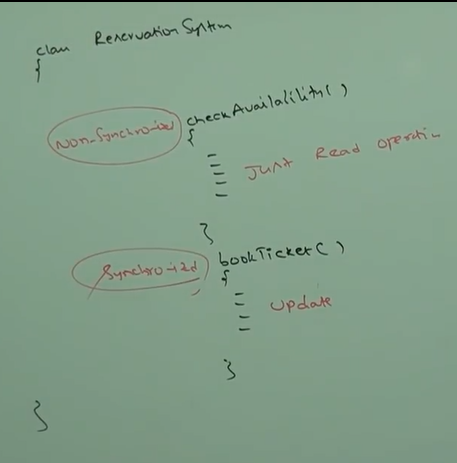 class ReservationSystem
{
Non-Synchronized checkAvailability()
{
Just Read Operation
}
Synchronized bookTicket()
{
Update
}
}